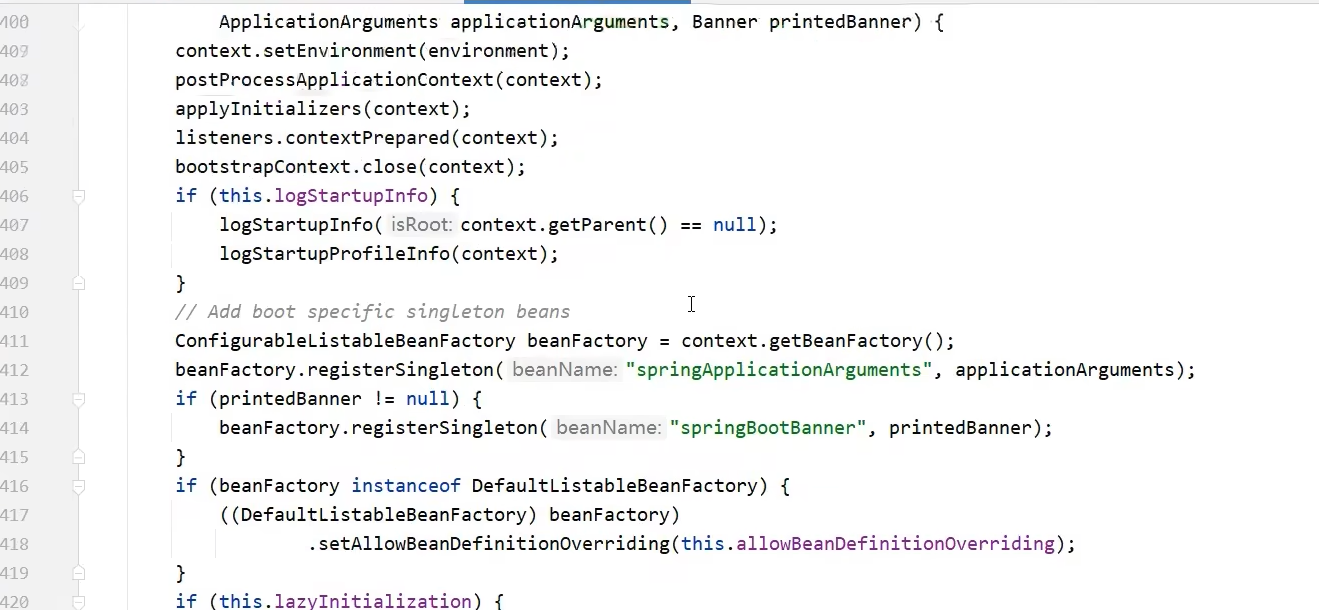 400 ApplicationArguments applicationArguments, Banner printedBanner) {
context.setEnvironment(environment);
postProcessApplicationContext(context);
403 applyInitializers(context);
404 listeners.contextPrepared(context);
405 bootstrapContext.close(context);
406 if (this.logStartupInfo) {
407 logStartupInfo( isRoot: context.getParent() == null);
408 logStartupProfileInfo(context);
409 }
410 // Add boot specific singleton beans
411 ConfigurableListableBeanFactory beanFactory = context.getBeanFactory();
412 beanFactory.registerSingleton( beanName: "springApplicationArguments", applicationArguments);
413 if (printedBanner != null) {
414 beanFactory.registerSingleton( beanName: "springBootBanner", printedBanner);
415 }
416 if (beanFactory instanceof DefaultListableBeanFactory) {
417 ((DefaultListableBeanFactory) beanFactory)
418 .setAllowBeanDefinitionOverriding(this.allowBeanDefinitionOverriding);
419 }
420 if (this.lazyInitialization) {